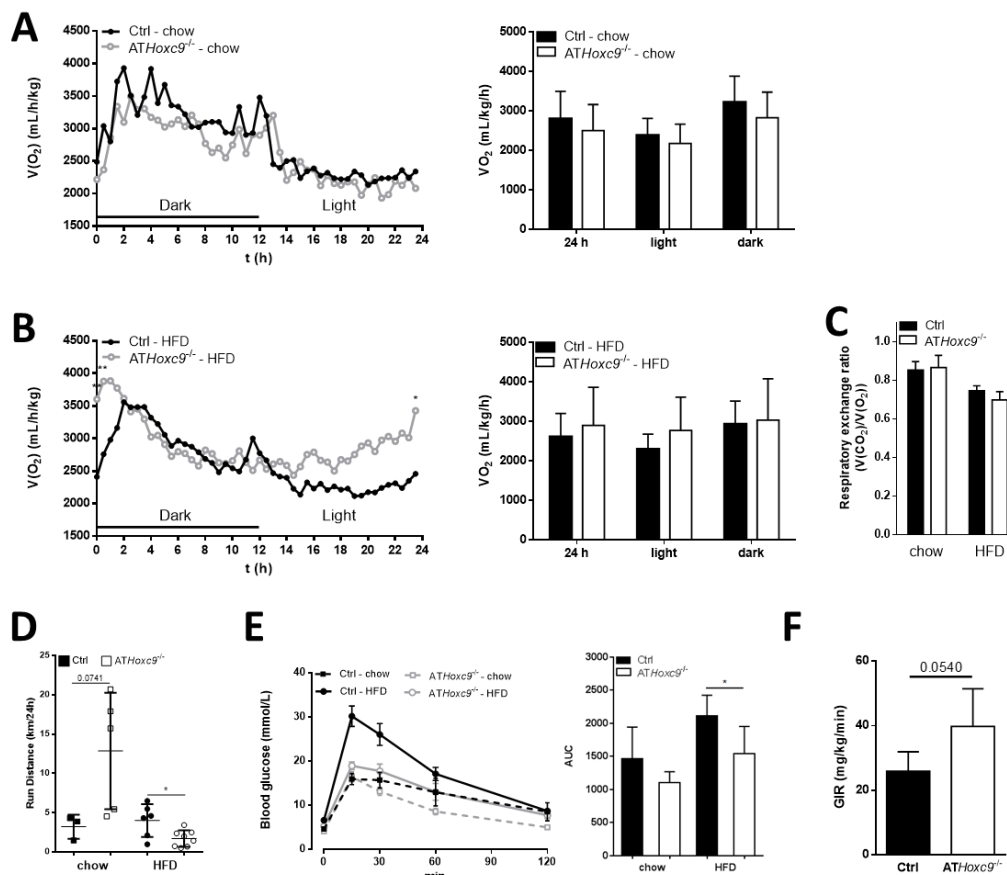 A
Ctrl - chow
ATHoxc9-/- - chow
V(O2) (mL/h/kg)
4500
4000
3500
3000
2500
2000
1500
Dark
Light
0 2 4 6 8 10 12 14 16 18 20 22 24
t (h)
Ctrl - chow
ATHoxc9-/- - chow
VO2 (mL/kg/h)
5000
4000
3000
2000
1000
0
24 h light dark
B
Ctrl - HFD
ATHoxc9-/- - HFD
V(O2) (mL/h/kg)
4500
4000
3500
3000
2500
2000
1500
**
*
Dark
Light
0 2 4 6 8 10 12 14 16 18 20 22 24
t (h)
Ctrl - HFD
ATHoxc9-/- - HFD
VO2 (mL/kg/h)
5000
4000
3000
2000
1000
0
24 h light dark
C
Ctrl
ATHoxc9-/-
Respiratory exchange ratio
(V(CO2)/V(O2))
1.0
0.8
0.6
0.4
0.2
0.0
chow HFD
D
Ctrl ATHoxc9-/-
Run Distance (km/24h)
25
20
15
10
5
0
0.0741
*
chow HFD
E
Ctrl - chow ATHoxc9-/- - chow
Ctrl - HFD ATHoxc9-/- - HFD
Blood glucose (mmol/L)
40
30
20
10
0
0 30 60 90 120
Ctrl
ATHoxc9-/-
AUC
3000
2500
2000
1500
1000
500
0
*
chow HFD
F
0.0540
GIR (mg/kg/min)
60
40
20
0
Ctrl ATHoxc9-/-